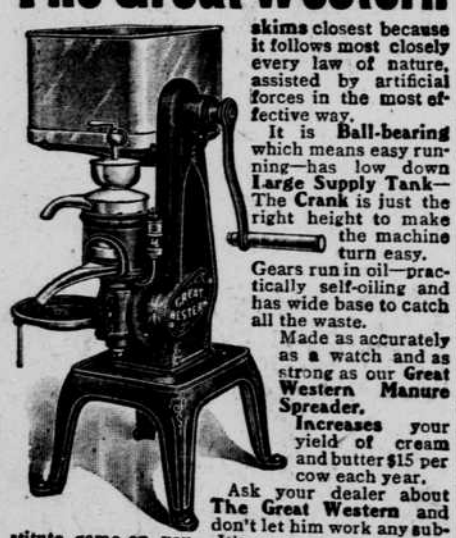 The Great Western
skims closest because
it follows most closely
every law of nature,
assisted by artificial
forces in the most ef-
fective way.
It is Ball-bearing
which means easy run-
ning—has low down
Large Supply Tank—
The Crank is just the
right height to make
the machine
turn easy.
Gears run in oil—prac-
tically self-oiling and
has wide base to catch
all the waste.
GREAT
WESTERN
Made as accurately
as a watch and as
strong as our Great
Western Manure
Spreader.
Increases your
yield of cream
and butter $15 per
cow each year.
Ask your dealer about
The Great Western and
don't let him work any sub-